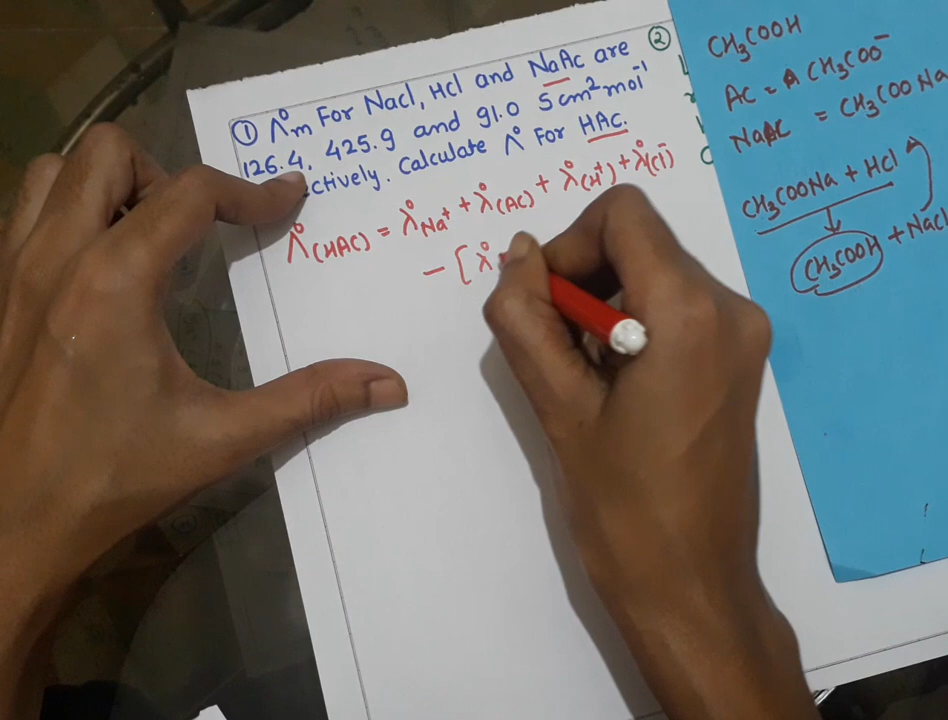 ① Λ°m For Nacl, Hcl and NaAc are
126.4, 425.9 and 91.0 Scm² mol⁻¹
ctively. Calculate Λ° For HAc.
Λ°(HAC) = λ°Na⁺ + λ°(AC) + λ°(H⁺) + λ°(Cl⁻)
- [λ°
②
CH₃COOH
AC = CH₃COO⁻
NaAC = CH₃COONa
CH₃COONa + Hcl
CH₃COOH + Nacl